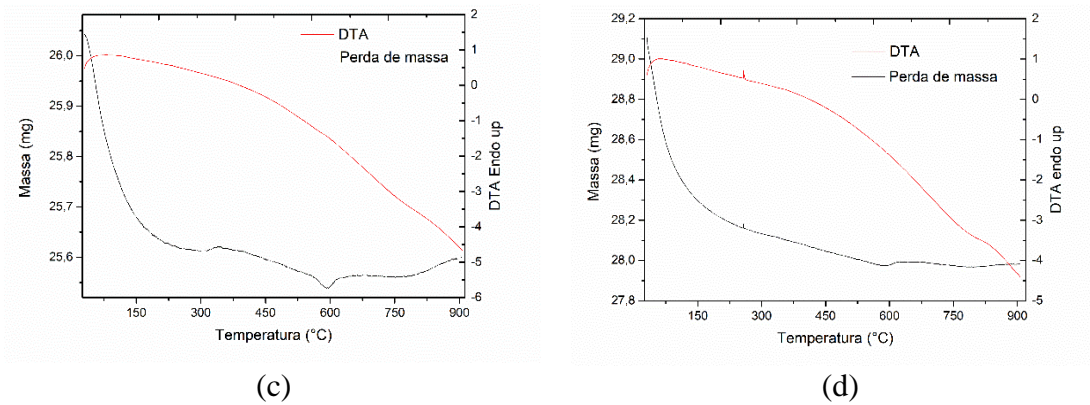 DTA
Perda de massa
Massa (mg)
26,0
25,9
25,8
25,7
25,6
2
1
0
-1
-2
-3
-4
-5
-6
DTA Endo up
150 300 450 600 750 900
Temperatura (°C)
(c)
DTA
Perda de massa
Massa (mg)
29,2
29,0
28,8
28,6
28,4
28,2
28,0
27,8
2
1
0
-1
-2
-3
-4
-5
DTA endo up
150 300 450 600 750 900
Temperatura (°C)
(d)